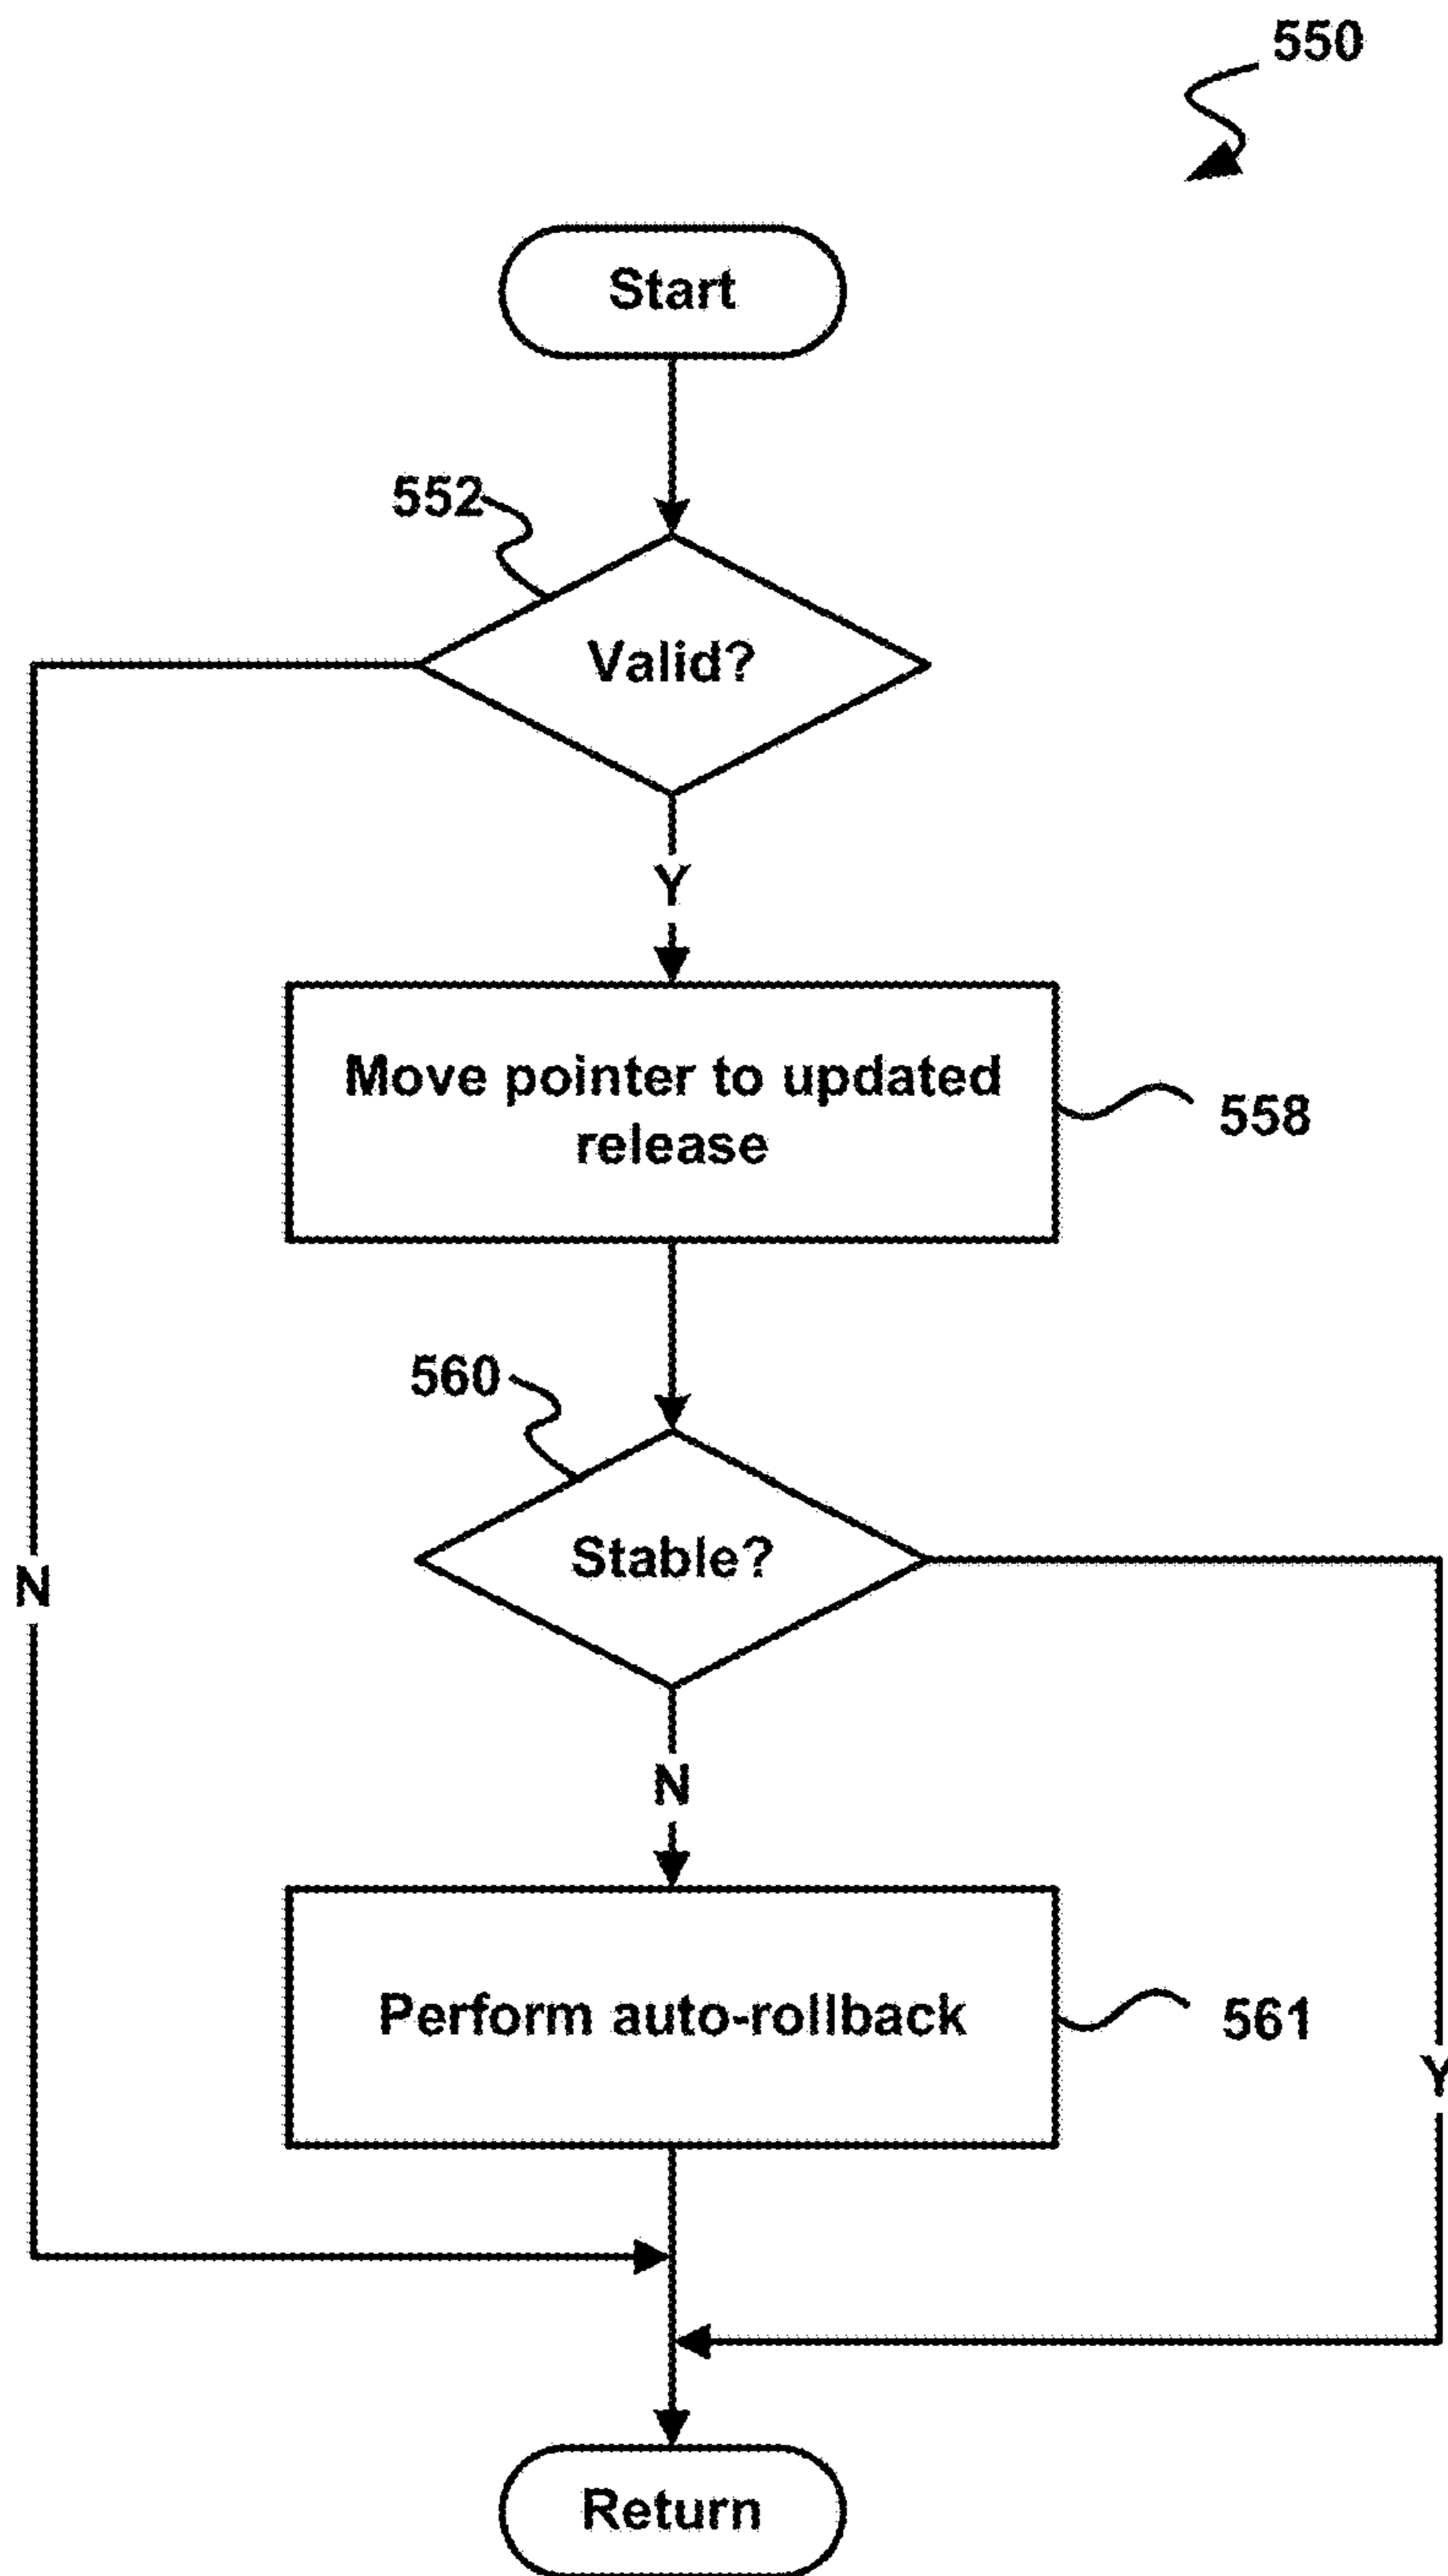 550
Start
552
Valid?
Y
Move pointer to updated
release
558
560
Stable?
N
N
Perform auto-rollback
561
Y
Return